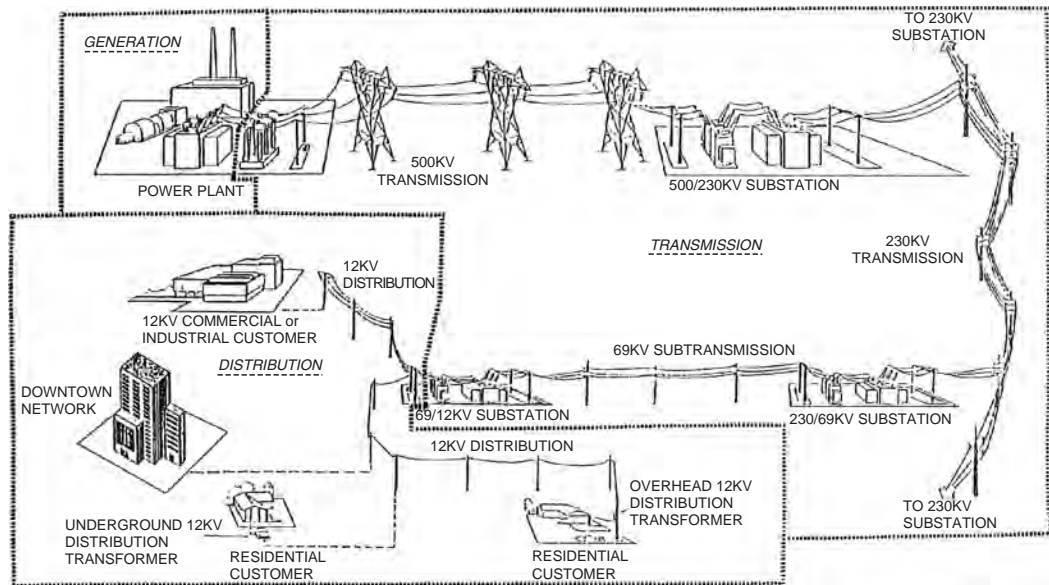 GENERATION
TO 230KV
SUBSTATION
500KV
TRANSMISSION
POWER PLANT
500/230KV SUBSTATION
TRANSMISSION
230KV
TRANSMISSION
12KV
DISTRIBUTION
12KV COMMERCIAL or
INDUSTRIAL CUSTOMER
DISTRIBUTION
DOWNTOWN
NETWORK
69KV SUBTRANSMISSION
69/12KV SUBSTATION
230/69KV SUBSTATION
12KV DISTRIBUTION
OVERHEAD 12KV
DISTRIBUTION
TRANSFORMER
TO 230KV
SUBSTATION
UNDERGROUND 12KV
DISTRIBUTION
TRANSFORMER
RESIDENTIAL
CUSTOMER
RESIDENTIAL
CUSTOMER